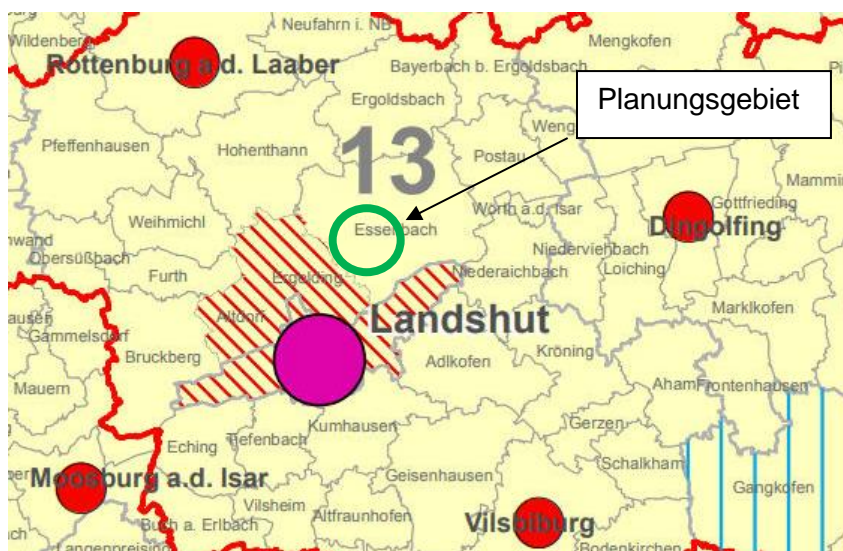 Neufahrn i. NB
Wildenberg
Mengkofen
Rottenburg a.d. Laaber
Bayerbach b. Ergoldsbach
Ergoldsbach
Planungsgebiet
Weng
Pfeffenhausen
Hohenthann
13
Postau
Weihmichl
Essenbach
Wörth a.d. Isar
Gottfrieding
Dingolfing
Obersüßbach
Furth
Ergolding
Niederviehbach
Niederaichbach
Loiching
Altdorf
Landshut
Marklkofen
Gammelsdorf
Bruckberg
Adlkofen
Kröning
Mauern
Aham
Frontenhausen
Kumhausen
Eching
Tiefenbach
Gerzen
Moosburg a.d. Isar
Geisenhausen
Schalkham
Gangkofen
Vilsheim
Altfraunhofen
Vilsbiburg
Buch a. Erlbach
Langenpreising
Bodenkirchen